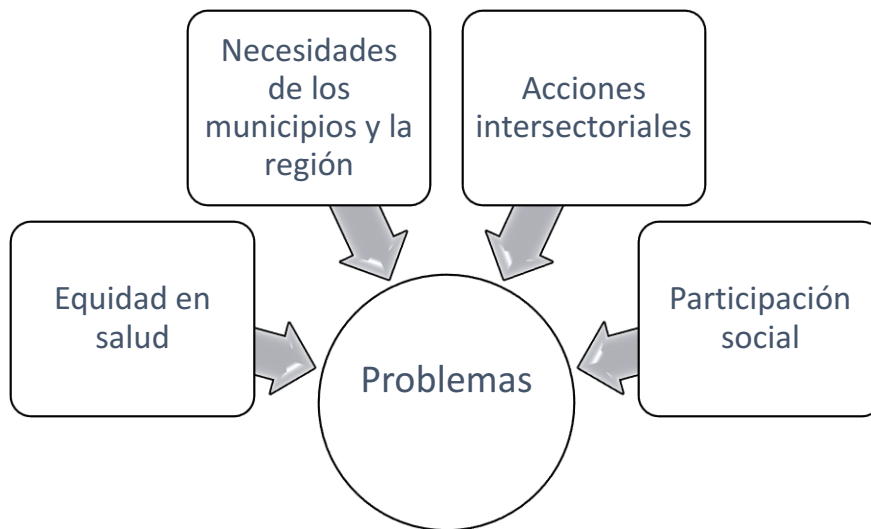 Necesidades
de los
municipios y la
región
Acciones
intersectoriales
Equidad en
salud
Participación
social
Problemas